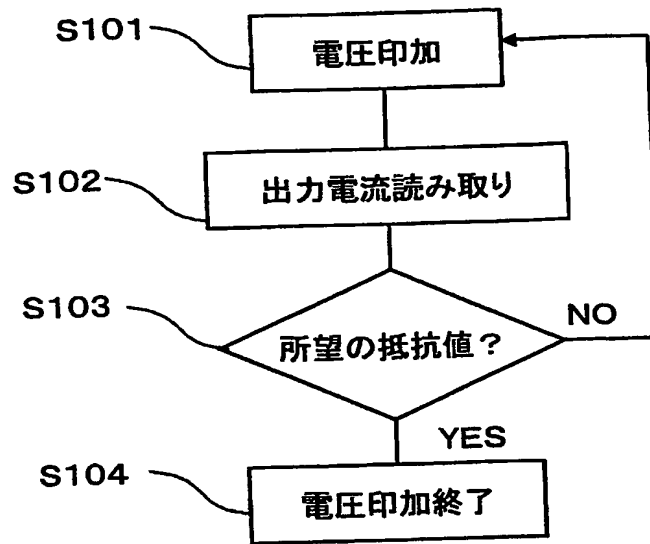 S101
電圧印加
S102
出力電流読み取り
S103
所望の抵抗値?
NO
YES
S104
電圧印加終了